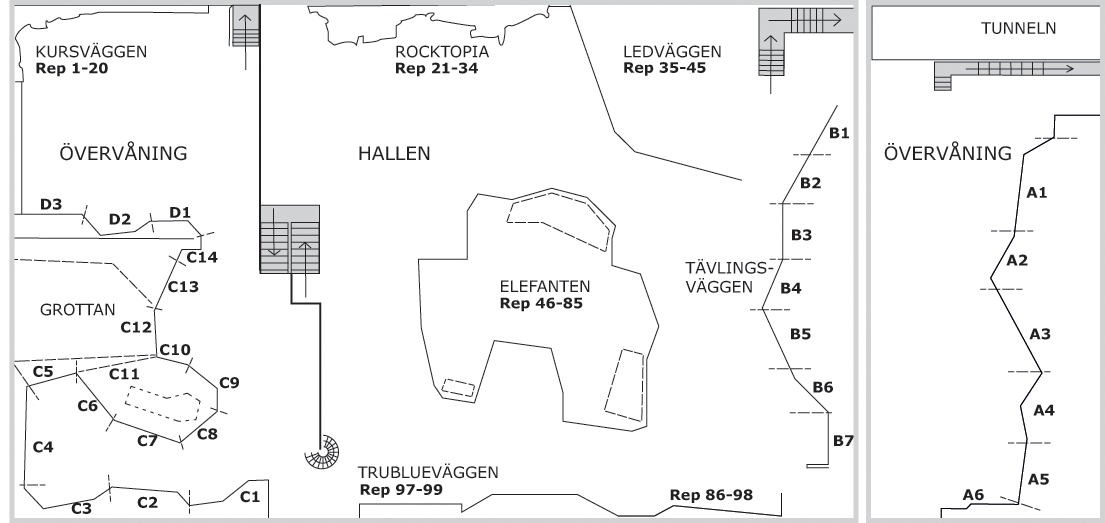 KURSVÄGGEN
Rep 1-20
ROCKTOPIA
Rep 21-34
LEDVÄGGEN
Rep 35-45
TUNNELN
ÖVERVÅNING
HALLEN
ÖVERVÅNING
B1
B2
B3
B4
B5
B6
B7
A1
A2
A3
A4
A5
A6
D3
D2
D1
C14
C13
GROTTAN
C12
C10
C11
C5
C9
C6
C8
C7
C4
C3
C2
C1
ELEFANTEN
Rep 46-85
TÄVLINGS-
VÄGGEN
TRUBLUEVÄGGEN
Rep 97-99
Rep 86-98